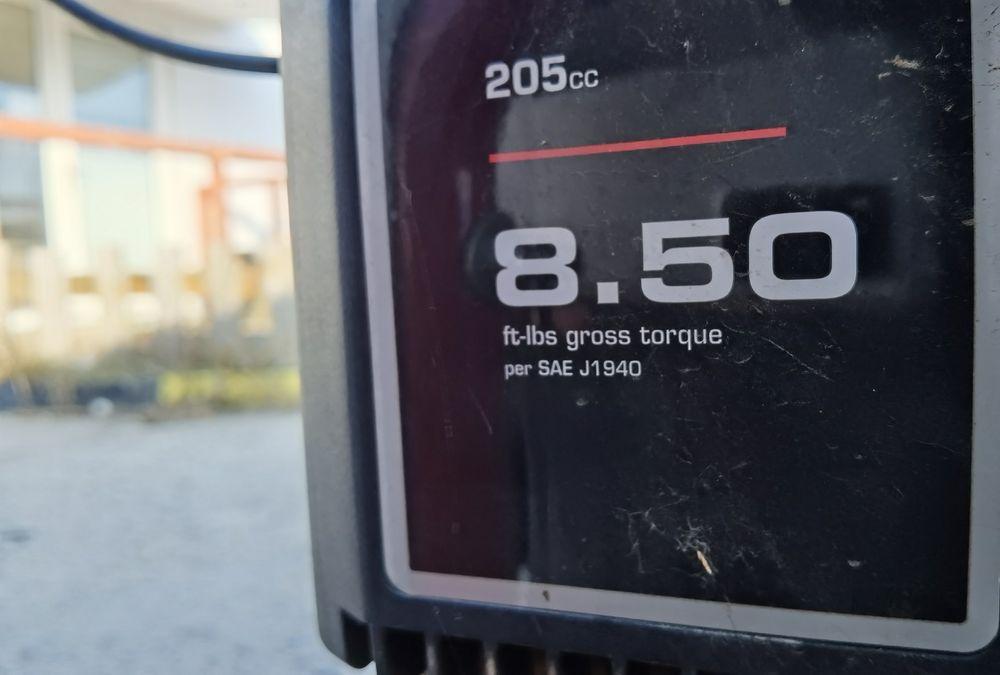 205cc
8.50
ft-lbs gross torque
per SAE J1940